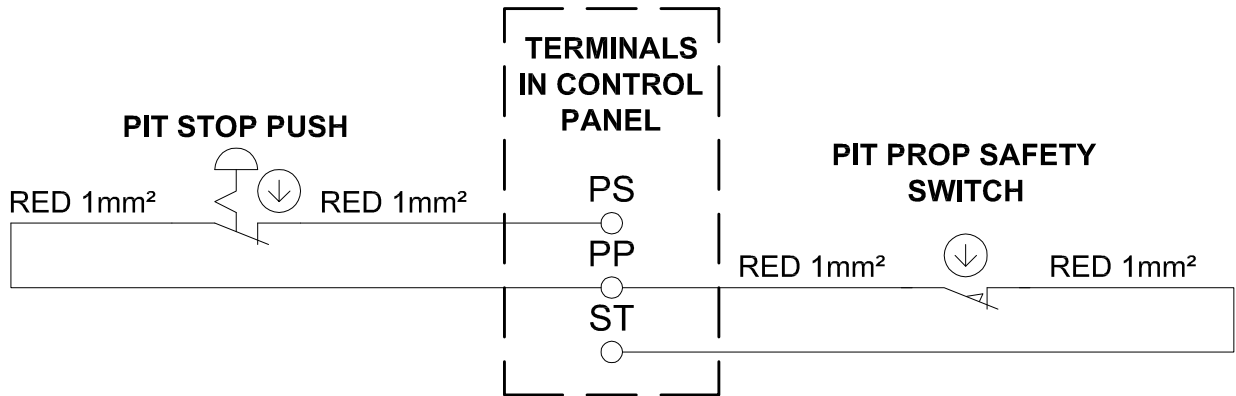 TERMINALS
IN CONTROL
PANEL
PIT STOP PUSH
PIT PROP SAFETY
SWITCH
RED 1mm²
RED 1mm²
PS
PP
RED 1mm²
RED 1mm²
ST